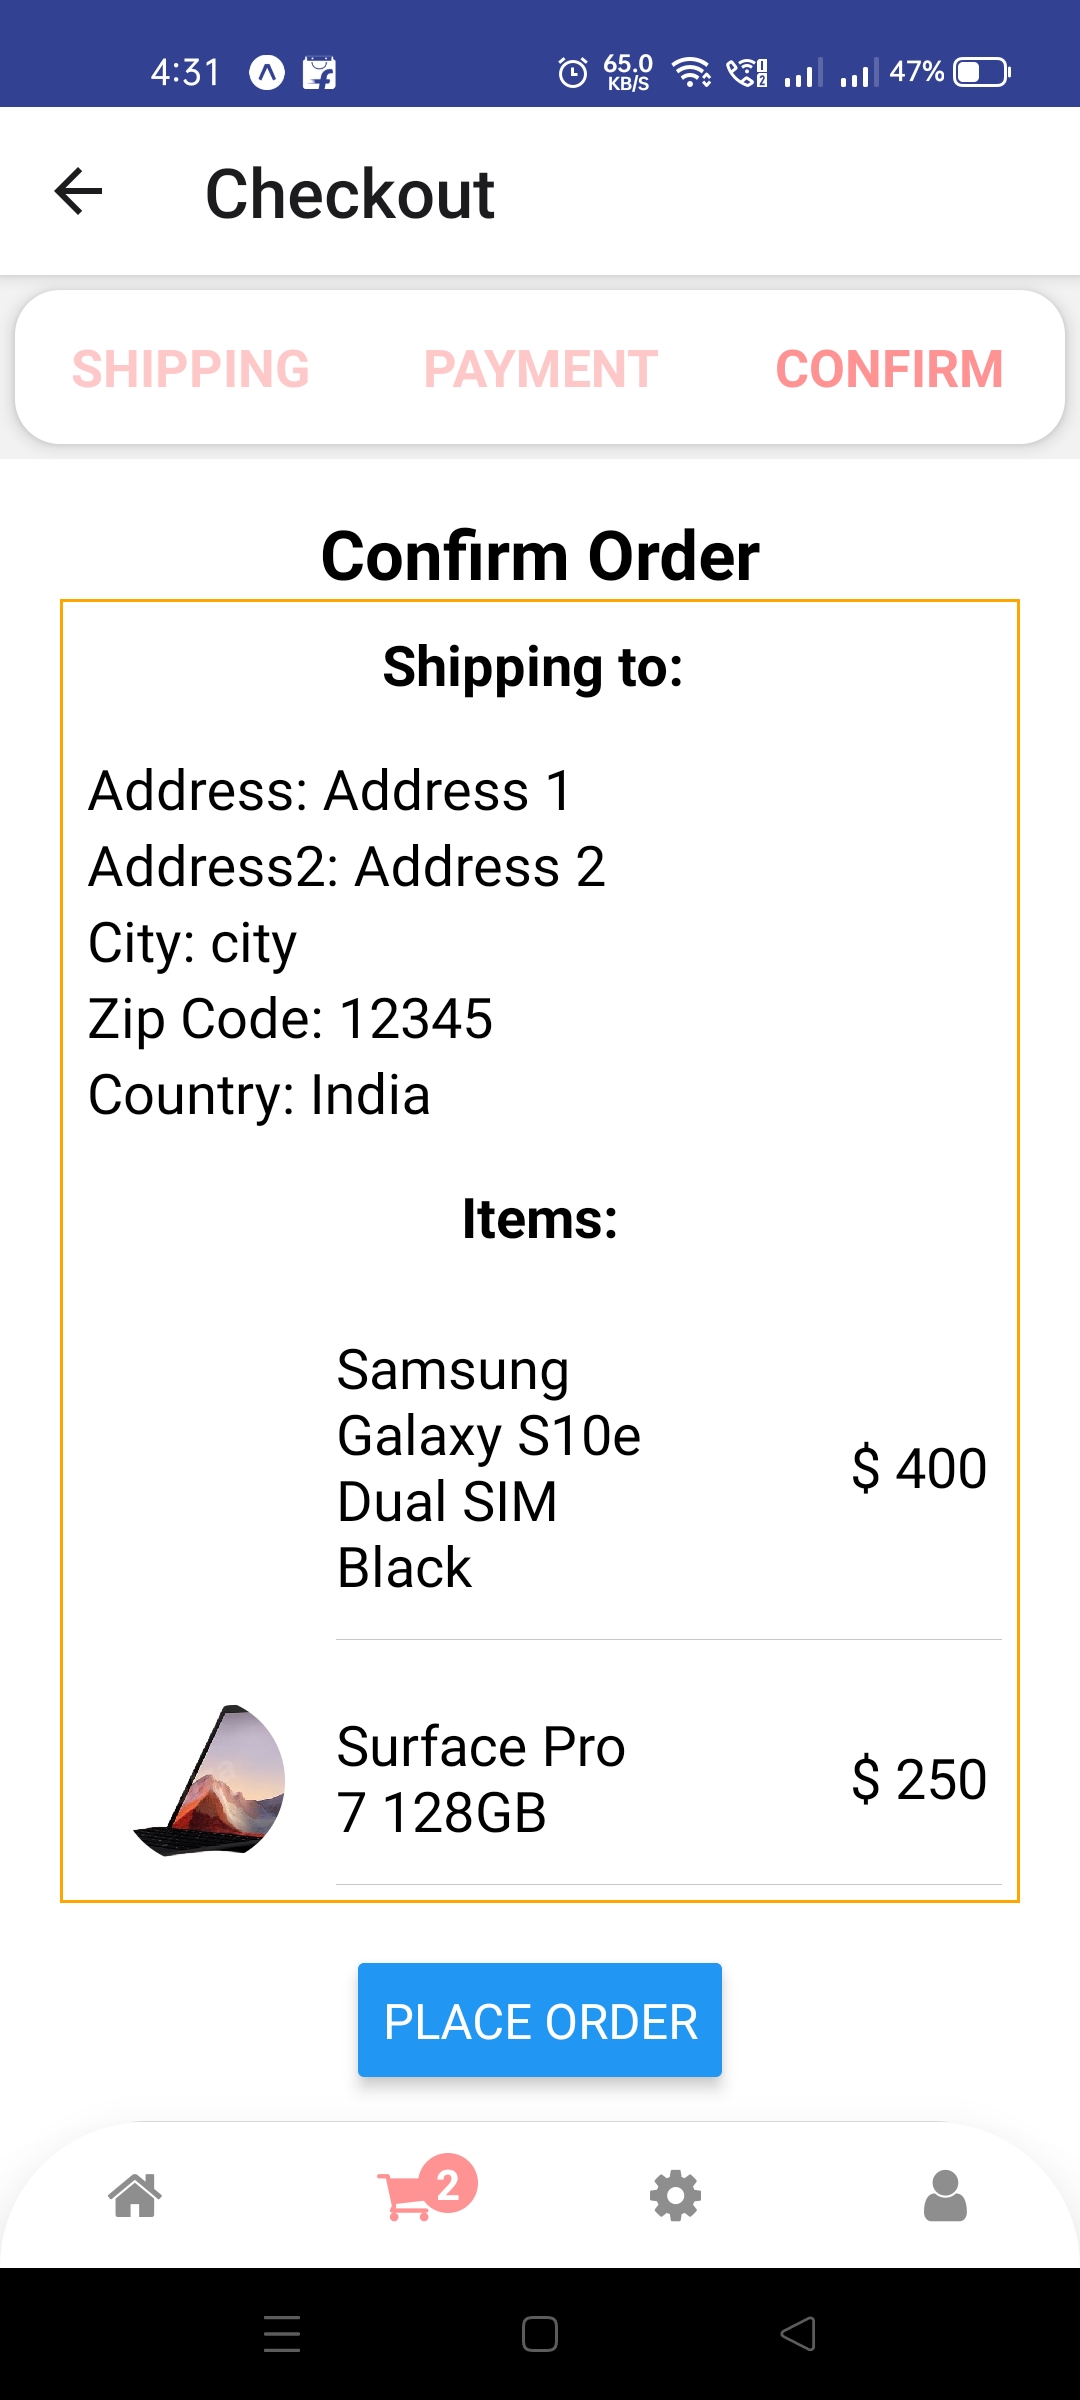 4:31 65.0 KB/S 47%
Checkout
SHIPPING PAYMENT CONFIRM
Confirm Order
Shipping to:
Address: Address 1
Address2: Address 2
City: city
Zip Code: 12345
Country: India
Items:
Samsung
Galaxy S10e
Dual SIM
Black
$ 400
Surface Pro
7 128GB
$ 250
PLACE ORDER
2